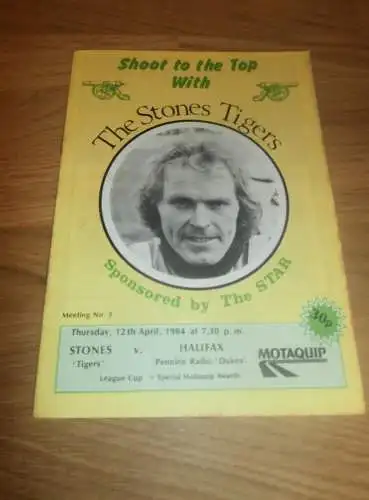 Shoot to the Top
With
The Stones Tigers
Sponsored by The STAR
Meeting No. 3
30p
Thursday, 12th April, 1984 at 7.30 p.m.
STONES v. HALIFAX
'Tigers' Pennine Radio 'Dukes'
League Cup + Special Motaquip Awards
MOTAQUIP